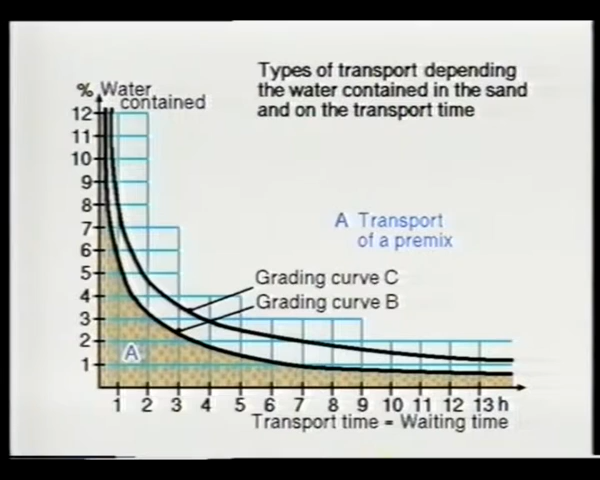 Types of transport depending
the water contained in the sand
and on the transport time
% Water
contained
12
11
10
9
8
7
6
5
4
3
2
1
A Transport
of a premix
Grading curve C
Grading curve B
A
1 2 3 4 5 6 7 8 9 10 11 12 13 h
Transport time = Waiting time